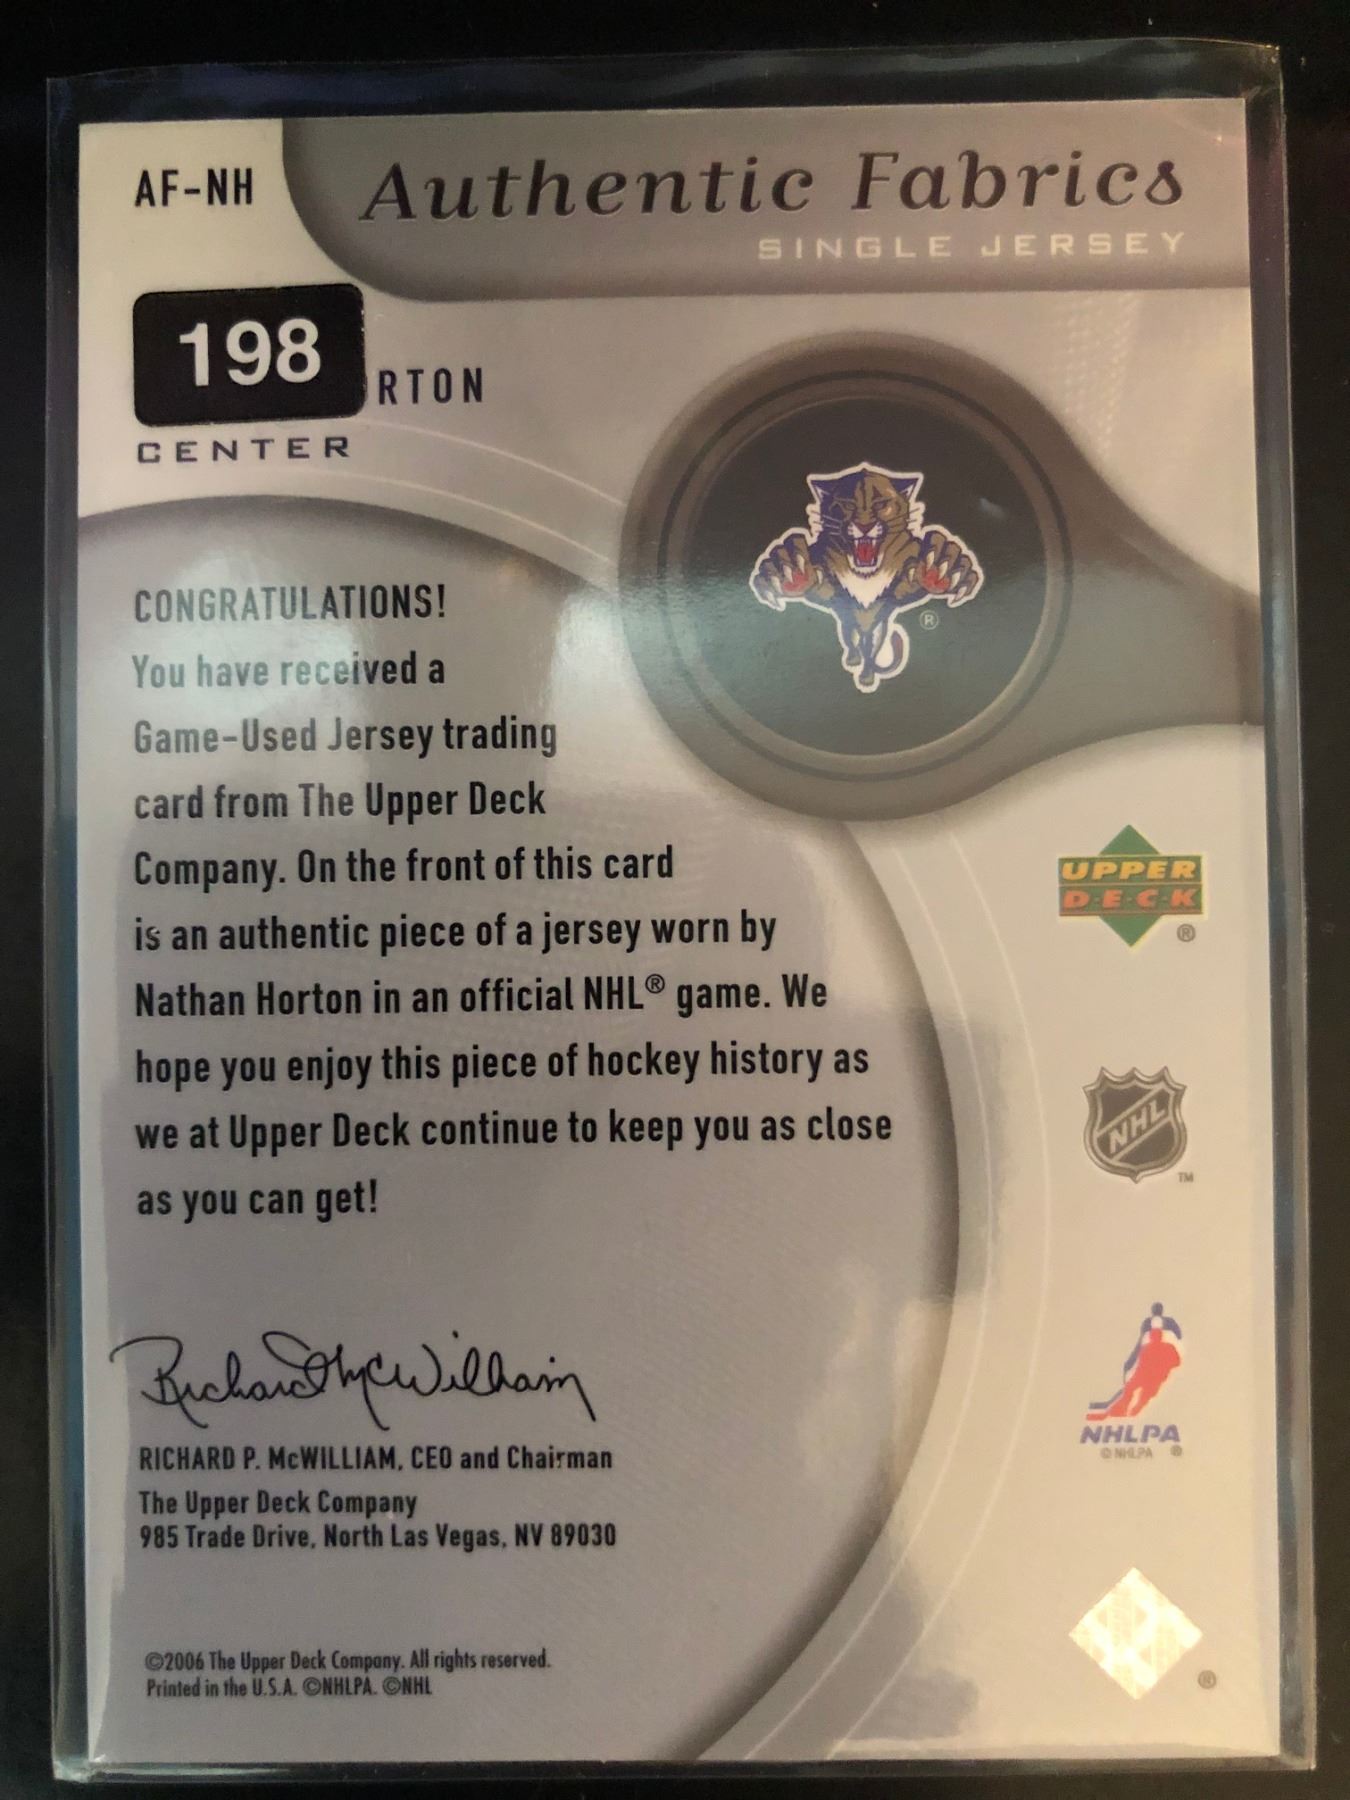 AF-NH
Authentic Fabrics
SINGLE JERSEY
198
RTON
CENTER
®
CONGRATULATIONS!
You have received a
Game-Used Jersey trading
card from The Upper Deck
Company. On the front of this card
is an authentic piece of a jersey worn by
Nathan Horton in an official NHL® game. We
hope you enjoy this piece of hockey history as
we at Upper Deck continue to keep you as close
as you can get!
UPPER
D·E·C·K
®
NHL
TM
NHLPA
© NHLPA ®
Richard McWilliam
RICHARD P. McWILLIAM, CEO and Chairman
The Upper Deck Company
985 Trade Drive, North Las Vegas, NV 89030
©2006 The Upper Deck Company. All rights reserved.
Printed in the U.S.A. ©NHLPA. ©NHL
®